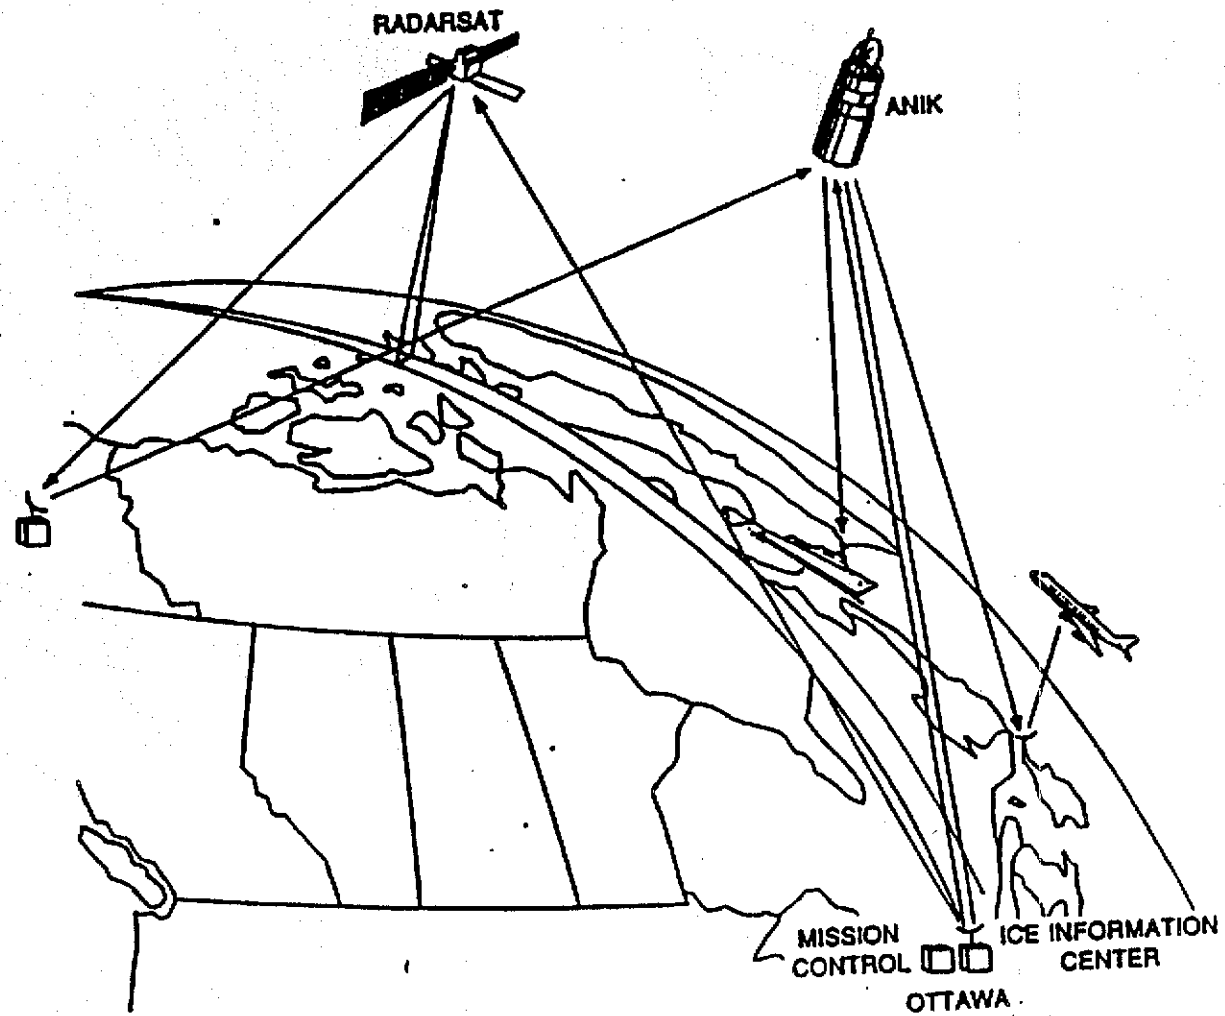 RADARSAT
ANIK
MISSION
CONTROL
ICE INFORMATION
CENTER
OTTAWA